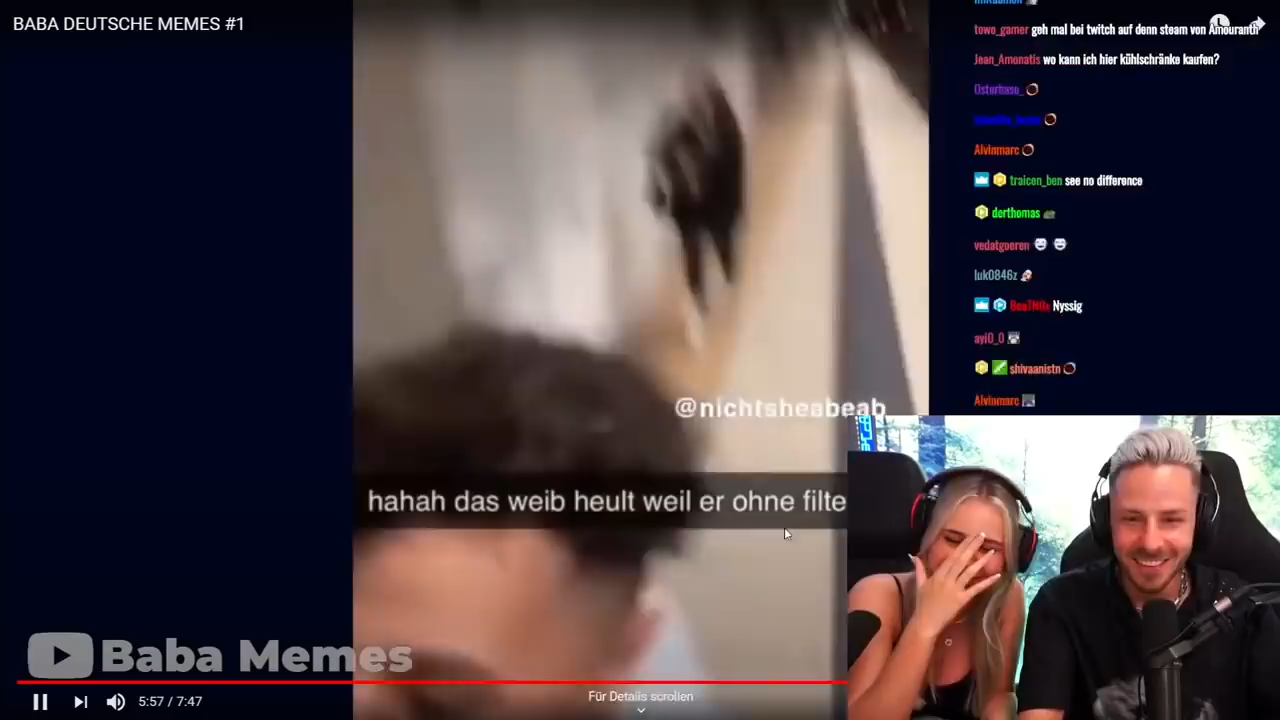 BABA DEUTSCHE MEMES #1
towo_gamer geh mal bei twitch auf denn steam von Amouranth
Jean_Amonatis wo kann ich hier kühlschränke kaufen?
Osterhase_
Alvinmarc
traicen_ben see no difference
derthomas
vedatgoeren
luk0846z
Nyssig
ayi0_0
shivaanistn
Alvinmarc
@nichtsheabeab
hahah das weib heult weil er ohne filte
Baba Memes
5:57 / 7:47
Für Details scrollen